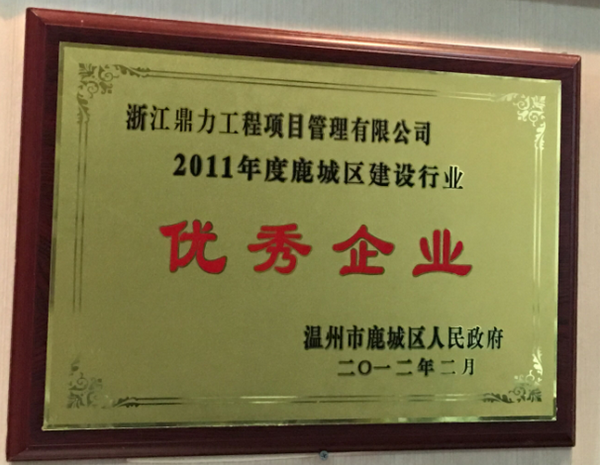 浙江鼎力工程项目管理有限公司
2011年度鹿城区建设行业
优秀企业
温州市鹿城区人民政府
二〇一二年二月